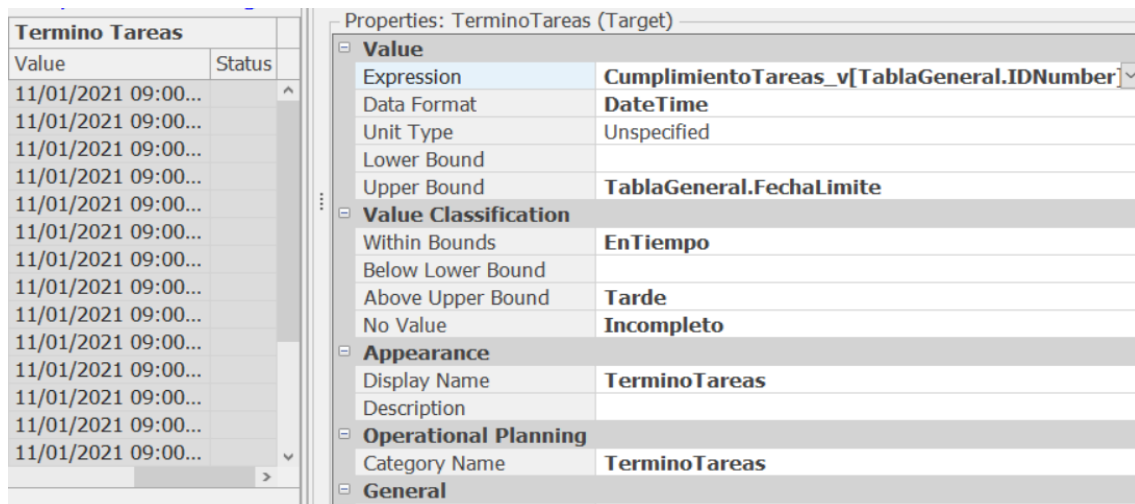 Termino Tareas
Value Status
11/01/2021 09:00...
11/01/2021 09:00...
11/01/2021 09:00...
11/01/2021 09:00...
11/01/2021 09:00...
11/01/2021 09:00...
11/01/2021 09:00...
11/01/2021 09:00...
11/01/2021 09:00...
11/01/2021 09:00...
11/01/2021 09:00...
11/01/2021 09:00...
11/01/2021 09:00...
11/01/2021 09:00...
Properties: TerminoTareas (Target)
Value
Expression CumplimientoTareas_v[TablaGeneral.IDNumber]
Data Format DateTime
Unit Type Unspecified
Lower Bound
Upper Bound TablaGeneral.FechaLimite
Value Classification
Within Bounds EnTiempo
Below Lower Bound
Above Upper Bound Tarde
No Value Incompleto
Appearance
Display Name TerminoTareas
Description
Operational Planning
Category Name TerminoTareas
General